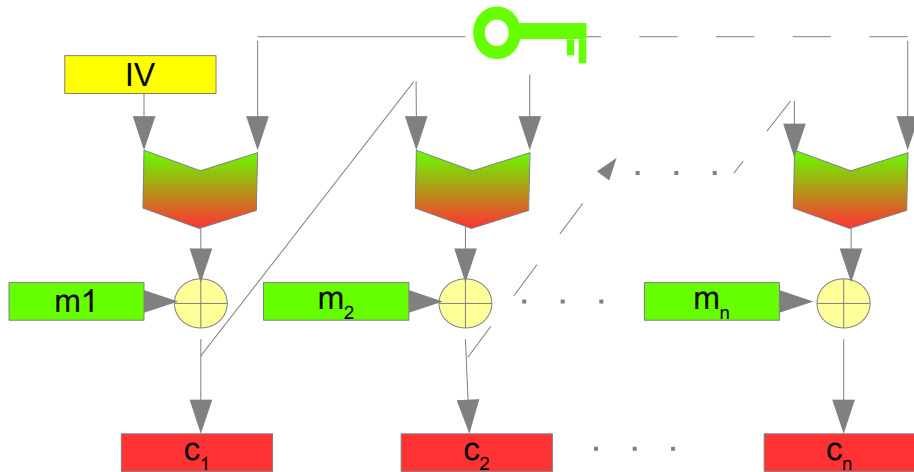 IV
m1
m₂
. . .
mₙ
c₁
c₂
. . .
cₙ